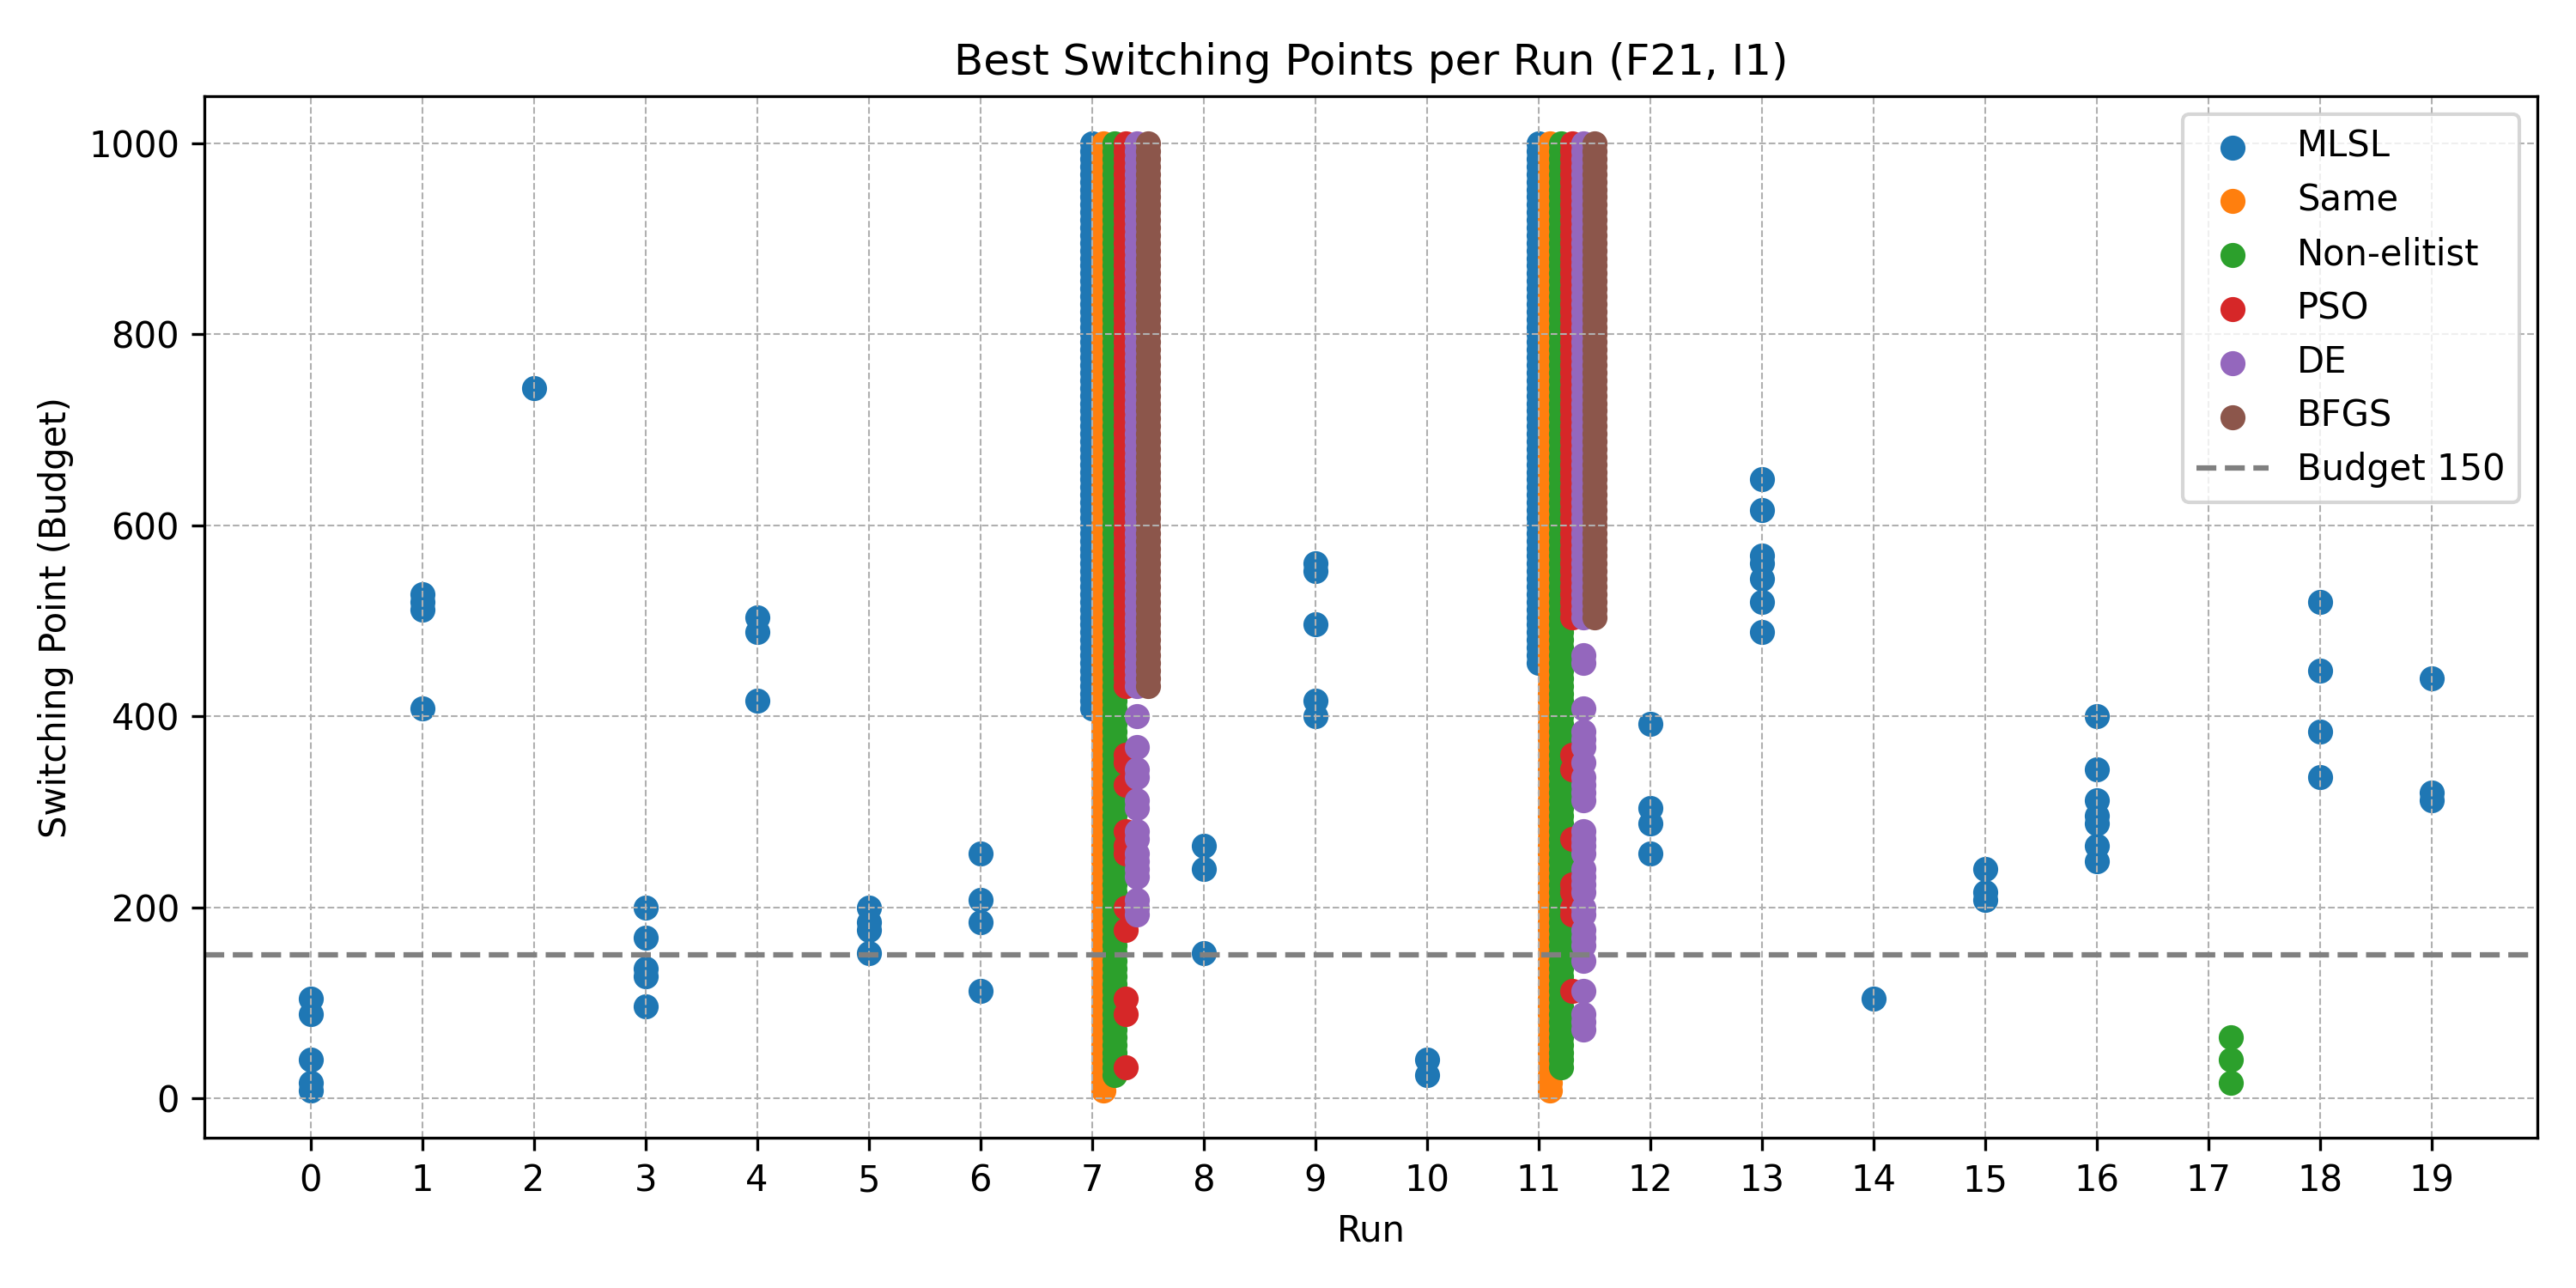 Best Switching Points per Run (F21, I1)
Switching Point (Budget)
1000
800
600
400
200
0
MLSL
Same
Non-elitist
PSO
DE
BFGS
Budget 150
0 1 2 3 4 5 6 7 8 9 10 11 12 13 14 15 16 17 18 19
Run